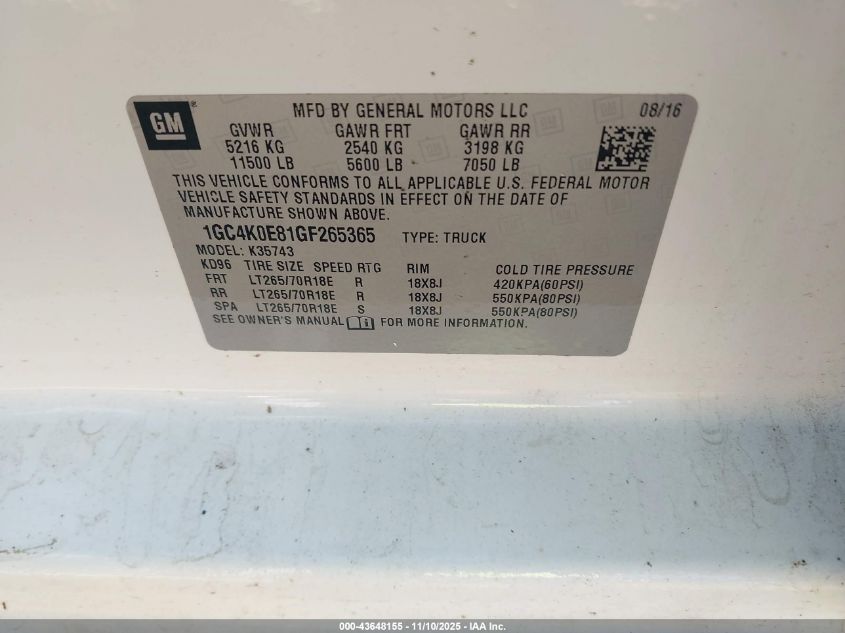 GM ® MFD BY GENERAL MOTORS LLC 08/16
GVWR GAWR FRT GAWR RR
5216 KG 2540 KG 3198 KG
11500 LB 5600 LB 7050 LB
THIS VEHICLE CONFORMS TO ALL APPLICABLE U.S. FEDERAL MOTOR
VEHICLE SAFETY STANDARDS IN EFFECT ON THE DATE OF
MANUFACTURE SHOWN ABOVE.
1GC4K0E81GF265365 TYPE: TRUCK
MODEL: K35743
KD96 TIRE SIZE SPEED RTG RIM COLD TIRE PRESSURE
FRT LT265/70R18E R 18X8J 420KPA(60PSI)
RR LT265/70R18E R 18X8J 550KPA(80PSI)
SPA LT265/70R18E S 18X8J 550KPA(80PSI)
SEE OWNER'S MANUAL i FOR MORE INFORMATION.
000-43648155 — 11/10/2025 — IAA Inc.